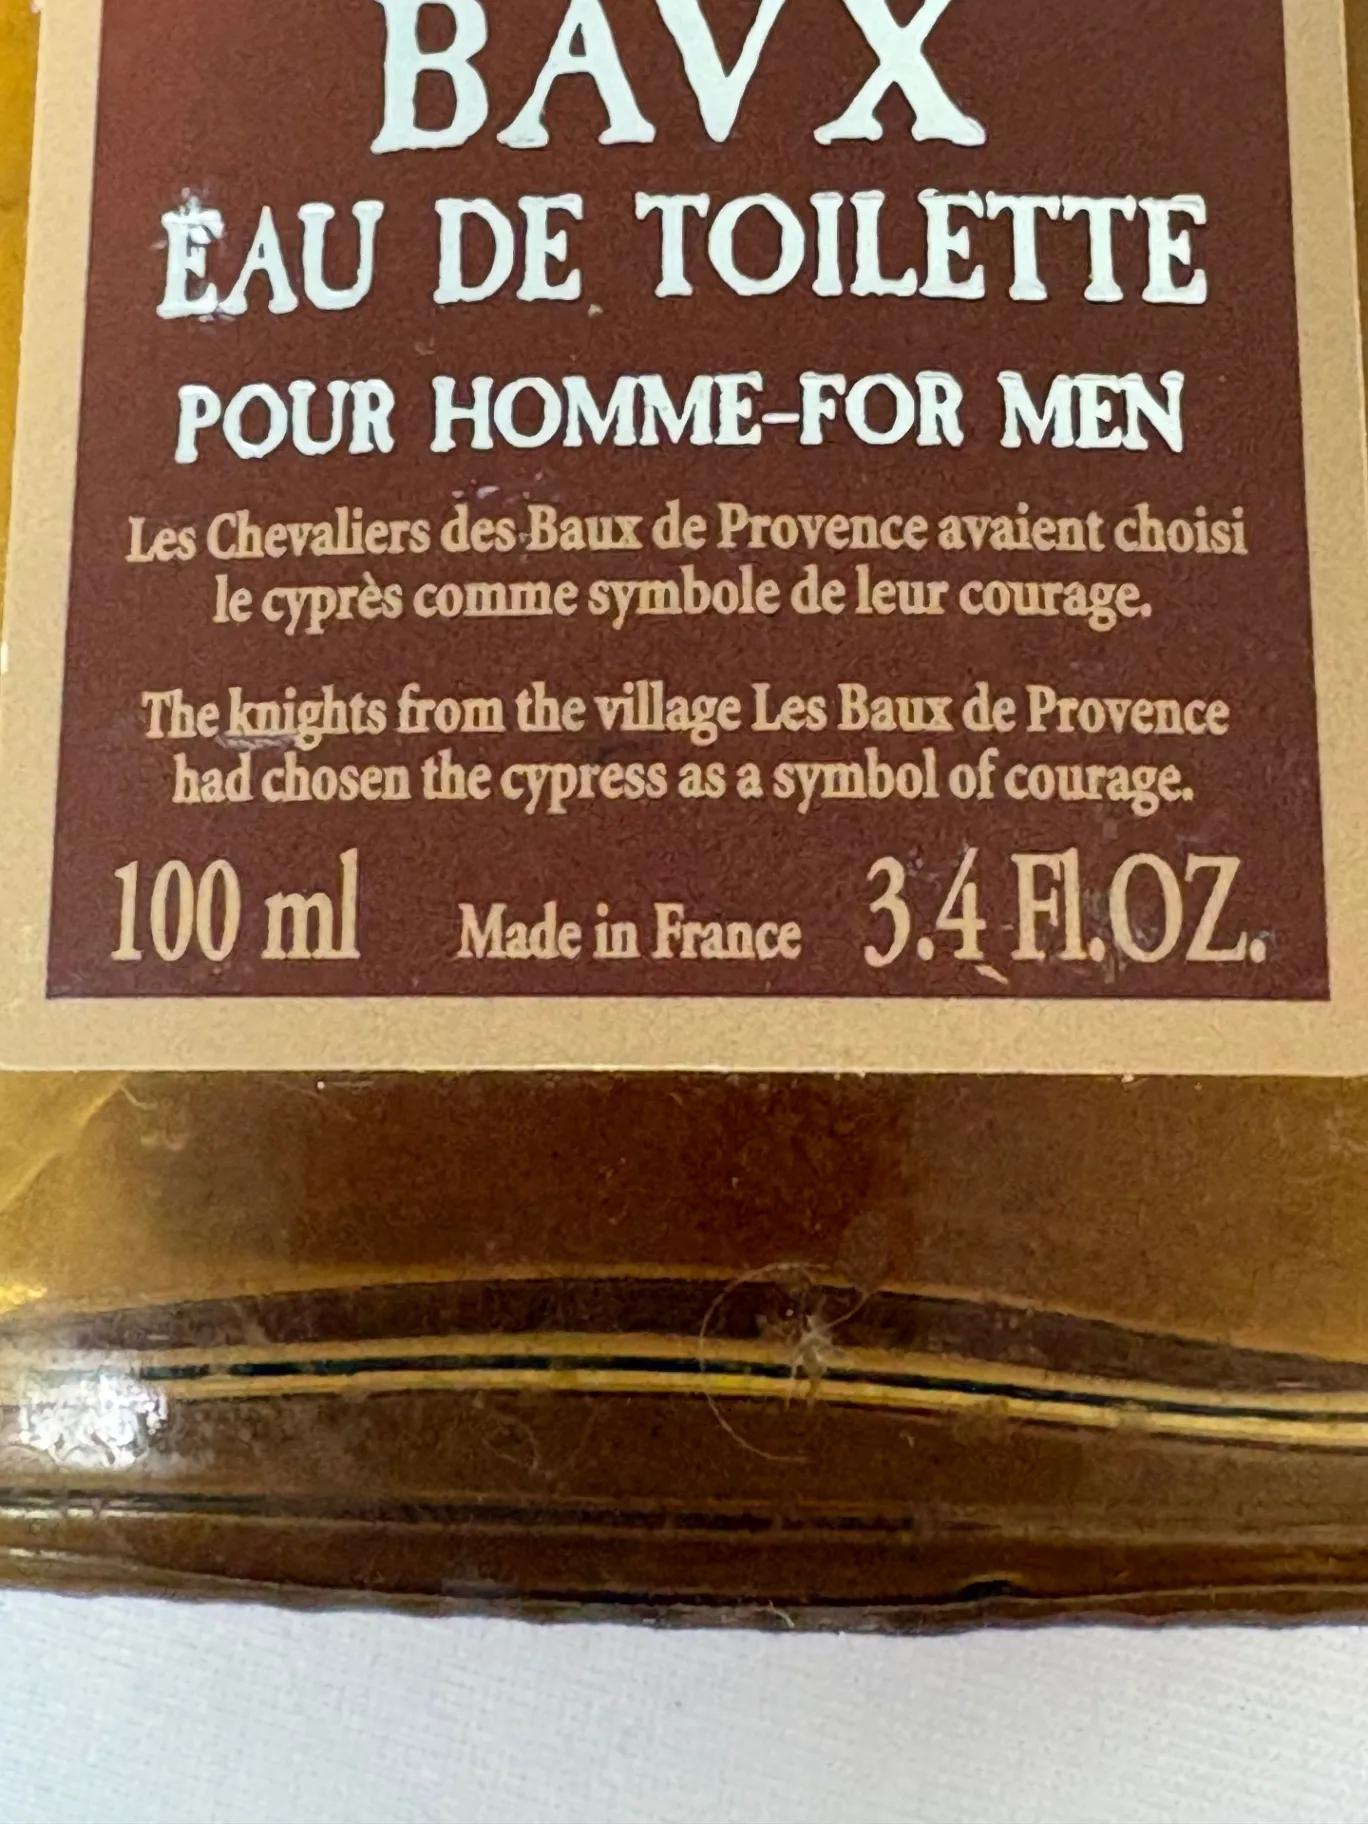 BAVX
EAU DE TOILETTE
POUR HOMME-FOR MEN
Les Chevaliers des Baux de Provence avaient choisi
le cyprès comme symbole de leur courage.
The knights from the village Les Baux de Provence
had chosen the cypress as a symbol of courage.
100 ml Made in France 3.4 Fl.OZ.